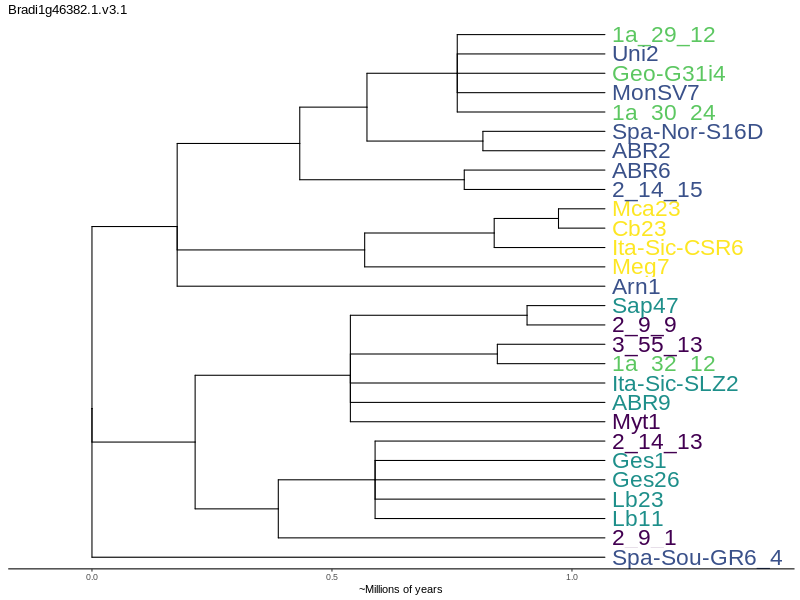 Bradi1g46382.1.v3.1
1a_29_12
Uni2
Geo-G31i4
MonSV7
1a_30_24
Spa-Nor-S16D
ABR2
ABR6
2_14_15
Mca23
Cb23
Ita-Sic-CSR6
Meq7
Arn1
Sap47
2_9_9
3_55_13
1a_32_12
Ita-Sic-SLZ2
ABR9
Myt1
2_14_13
Ges1
Ges26
Lb23
Lb11
2_9_1
Spa-Sou-GR6_4
0.0 0.5 1.0
~Millions of years